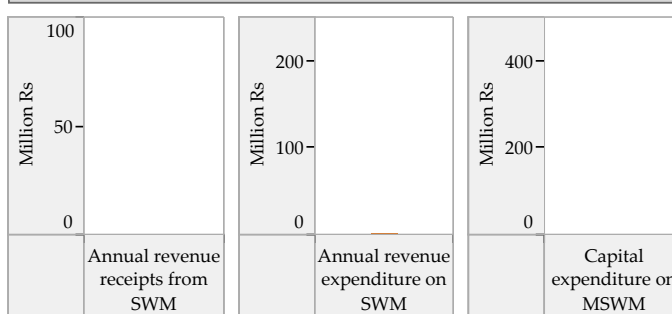 100
50
0
Million Rs
Annual revenue
receipts from
SWM
200
100
0
Million Rs
Annual revenue
expenditure on
SWM
400
200
0
Million Rs
Capital
expenditure on
MSWM